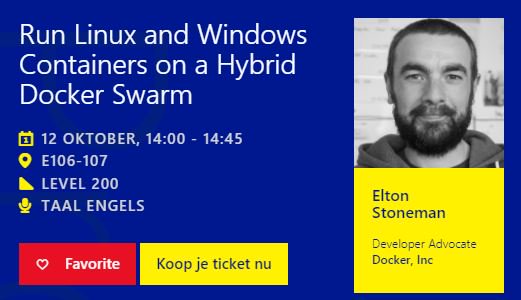 Run Linux and Windows
Containers on a Hybrid
Docker Swarm
12 OKTOBER, 14:00 - 14:45
E106-107
LEVEL 200
TAAL ENGELS
Favorite
Koop je ticket nu
Elton
Stoneman
Developer Advocate
Docker, Inc